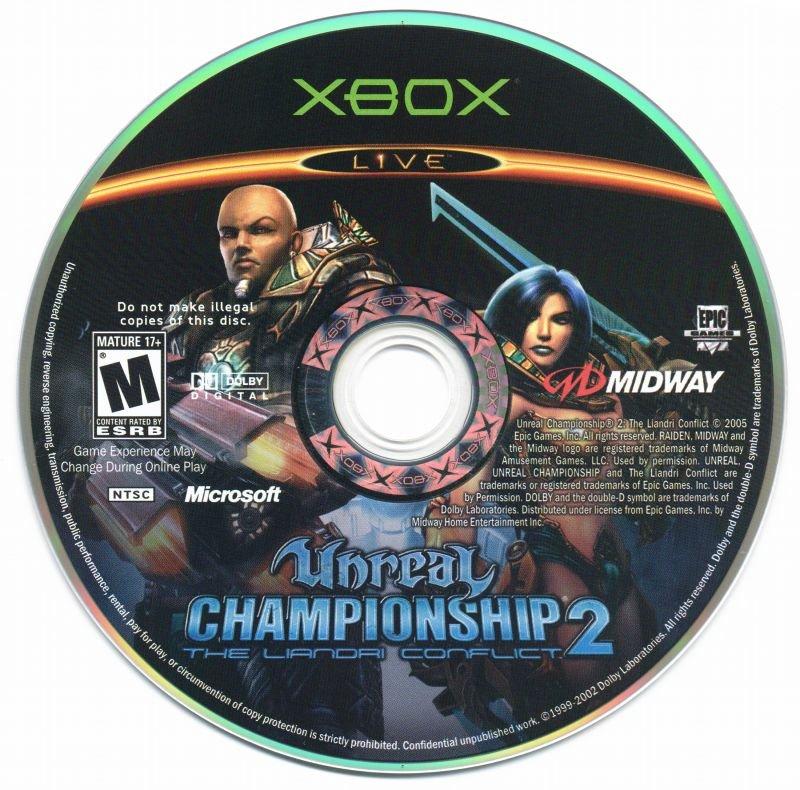 XBOX
LIVE™
Do not make illegal
copies of this disc.
MATURE 17+
M®
CONTENT RATED BY
ESRB
DOLBY
DIGITAL
Game Experience May
Change During Online Play
NTSC
Microsoft
XBOX XBOX XBOX XBOX XBOX
EPIC
GAMES
MIDWAY
Unreal Championship® 2: The Liandri Conflict © 2005
Epic Games, Inc. All rights reserved. RAIDEN, MIDWAY and
the Midway logo are registered trademarks of Midway
Amusement Games, LLC. Used by permission. UNREAL,
UNREAL CHAMPIONSHIP and The Liandri Conflict are
trademarks or registered trademarks of Epic Games, Inc. Used
by Permission. DOLBY and the double-D symbol are trademarks of
Dolby Laboratories. Distributed under license from Epic Games, Inc. by
Midway Home Entertainment Inc.
Unreal
CHAMPIONSHIP 2
THE LIANDRI CONFLICT
Unauthorized copying, reverse engineering, transmission, public performance, rental, pay for play, or circumvention of copy protection is strictly prohibited. Confidential unpublished work. ©1999-2002 Dolby Laboratories. All rights reserved. Dolby and the double-D symbol are trademarks of Dolby Laboratories.